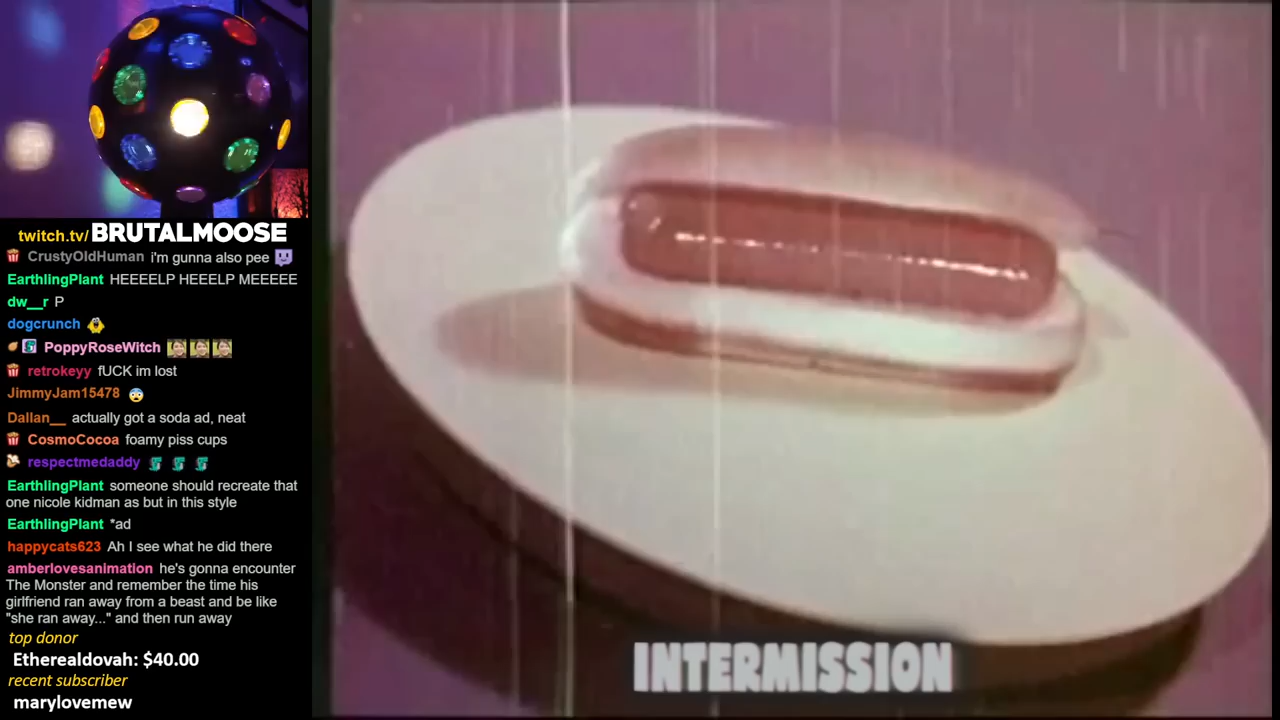 twitch.tv/BRUTALMOOSE
CrustyOldHuman i'm gunna also pee
EarthlingPlant HEEEELP HEEELP MEEEEE
dw__r P
dogcrunch
PoppyRoseWitch
retrokeyy fUCK im lost
JimmyJam15478
Dallan__ actually got a soda ad, neat
CosmoCocoa foamy piss cups
respectmedaddy
EarthlingPlant someone should recreate that
one nicole kidman as but in this style
EarthlingPlant *ad
happycats623 Ah I see what he did there
amberlovesanimation he's gonna encounter
The Monster and remember the time his
girlfriend ran away from a beast and be like
"she ran away..." and then run away
top donor
Etherealdovah: $40.00
recent subscriber
marylovemew
INTERMISSION